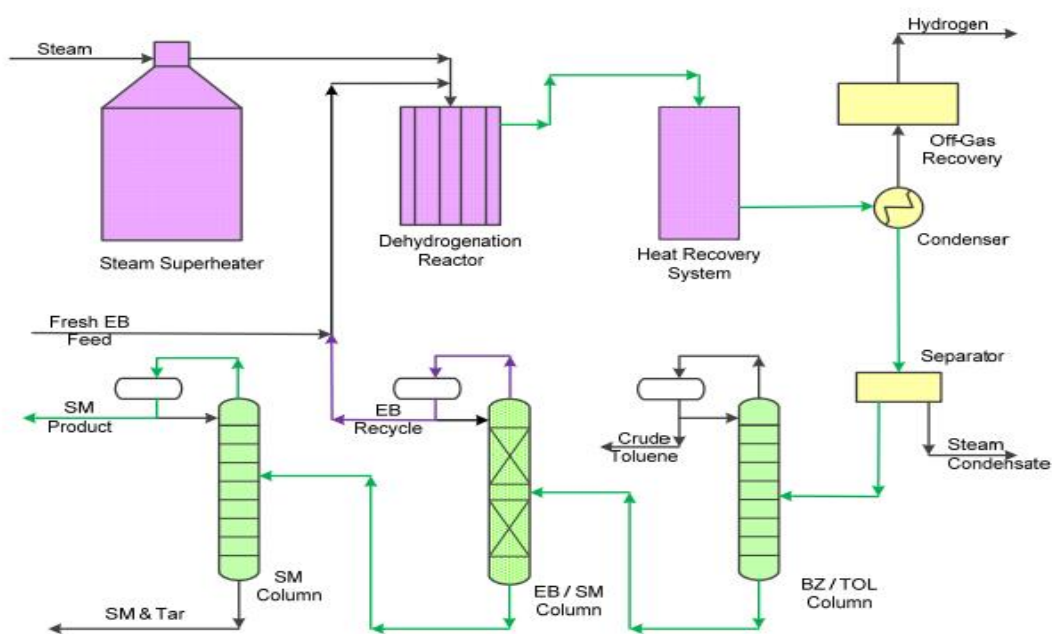 Steam
Hydrogen
Off-Gas
Recovery
Steam Superheater
Dehydrogenation
Reactor
Heat Recovery
System
Condenser
Fresh EB
Feed
Separator
SM
Product
EB
Recycle
Crude
Toluene
Steam
Condensate
SM
Column
EB / SM
Column
BZ / TOL
Column
SM & Tar